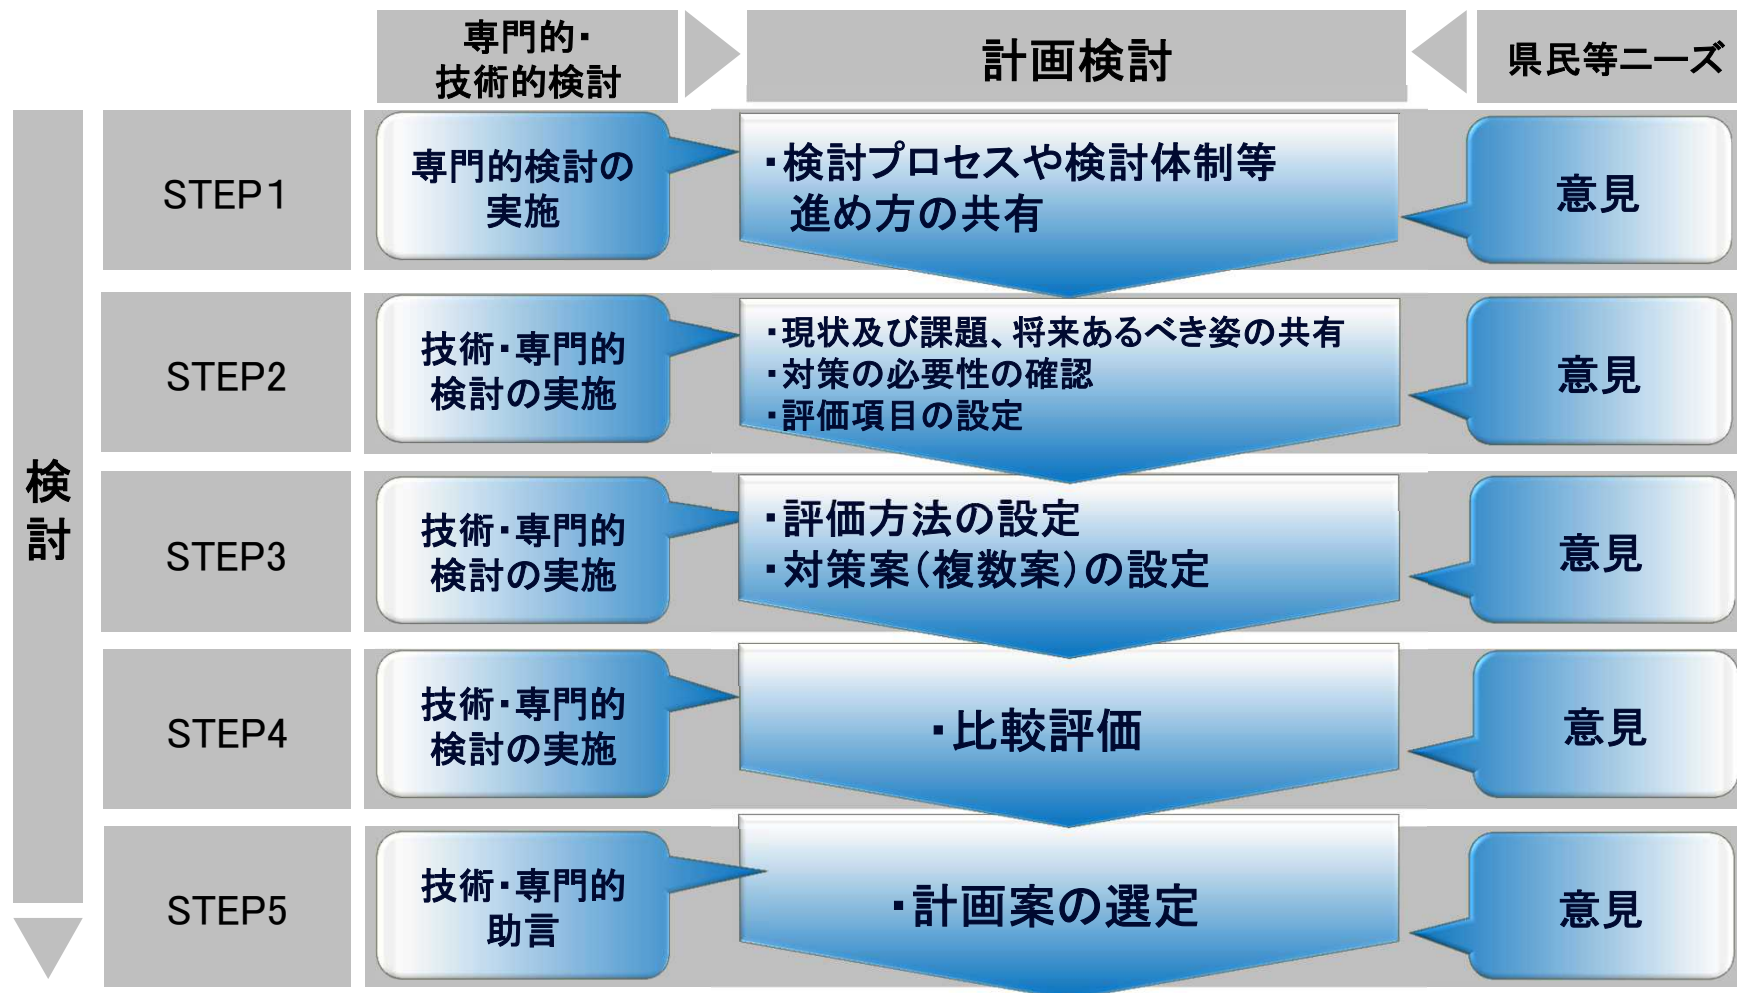 専門的・
技術的検討
計画検討
県民等ニーズ
検討
STEP1
専門的検討の
実施
・検討プロセスや検討体制等
進め方の共有
意見
STEP2
技術・専門的
検討の実施
・現状及び課題、将来あるべき姿の共有
・対策の必要性の確認
・評価項目の設定
意見
STEP3
技術・専門的
検討の実施
・評価方法の設定
・対策案(複数案)の設定
意見
STEP4
技術・専門的
検討の実施
・比較評価
意見
STEP5
技術・専門的
助言
・計画案の選定
意見